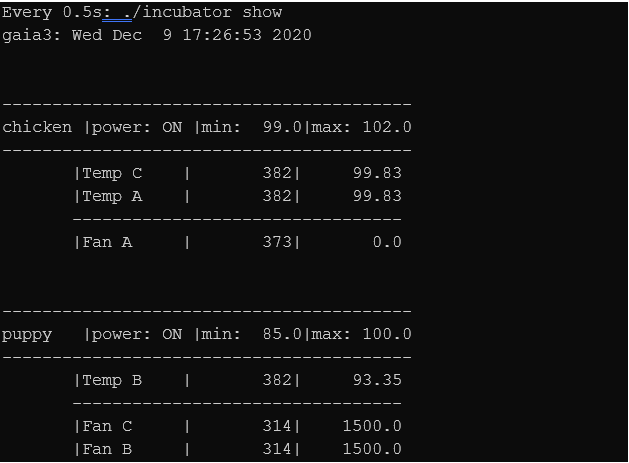 Every 0.5s: ./incubator show
gaia3: Wed Dec  9 17:26:53 2020
-----------------------------------------
chicken |power: ON |min:  99.0|max: 102.0
-----------------------------------------
       |Temp C    |       382|     99.83
       |Temp A    |       382|     99.83
       ---------------------------------
       |Fan A     |       373|       0.0
-----------------------------------------
puppy   |power: ON |min:  85.0|max: 100.0
-----------------------------------------
       |Temp B    |       382|     93.35
       ---------------------------------
       |Fan C     |       314|    1500.0
       |Fan B     |       314|    1500.0